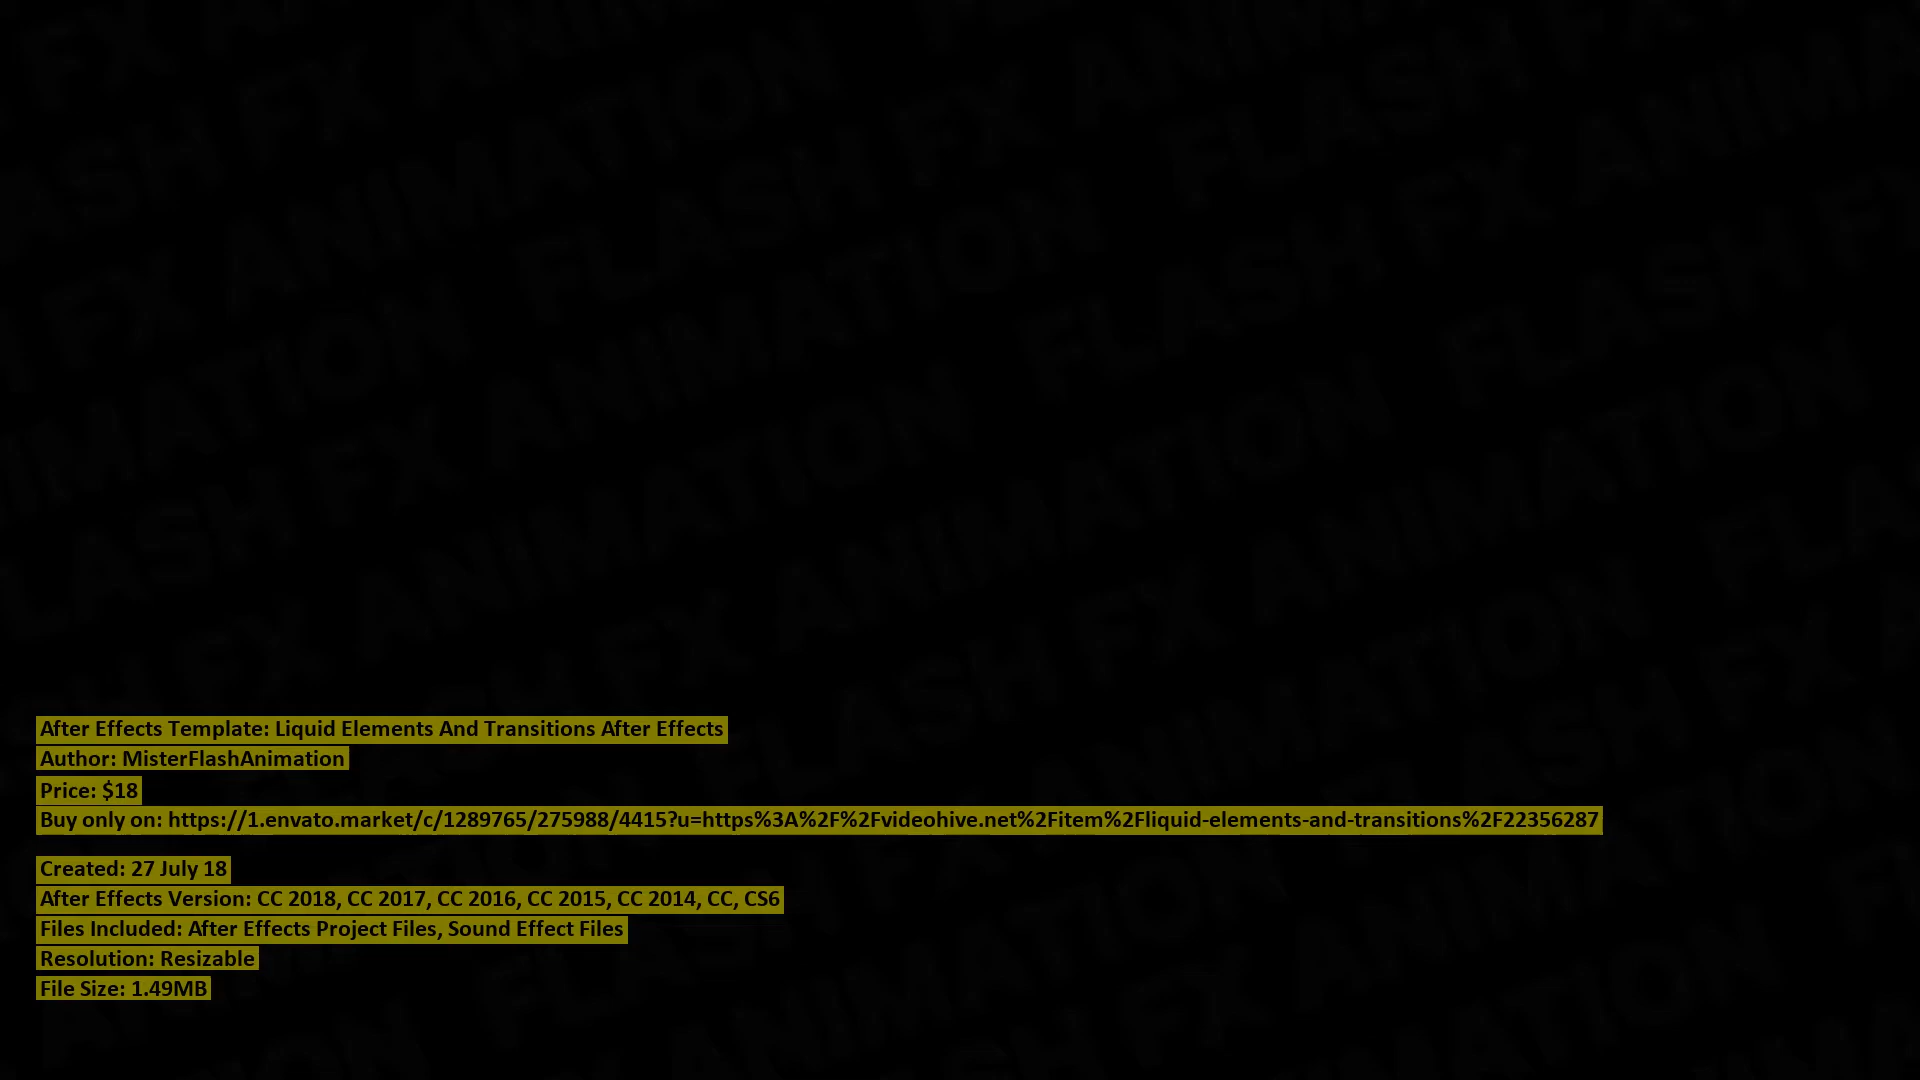 After Effects Template: Liquid Elements And Transitions After Effects
Author: MisterFlashAnimation
Price: $18
Buy only on: https://1.envato.market/c/1289765/275988/4415?u=https%3A%2F%2Fvideohive.net%2Fitem%2Fliquid-elements-and-transitions%2F22356287
Created: 27 July 18
After Effects Version: CC 2018, CC 2017, CC 2016, CC 2015, CC 2014, CC, CS6
Files Included: After Effects Project Files, Sound Effect Files
Resolution: Resizable
File Size: 1.49MB